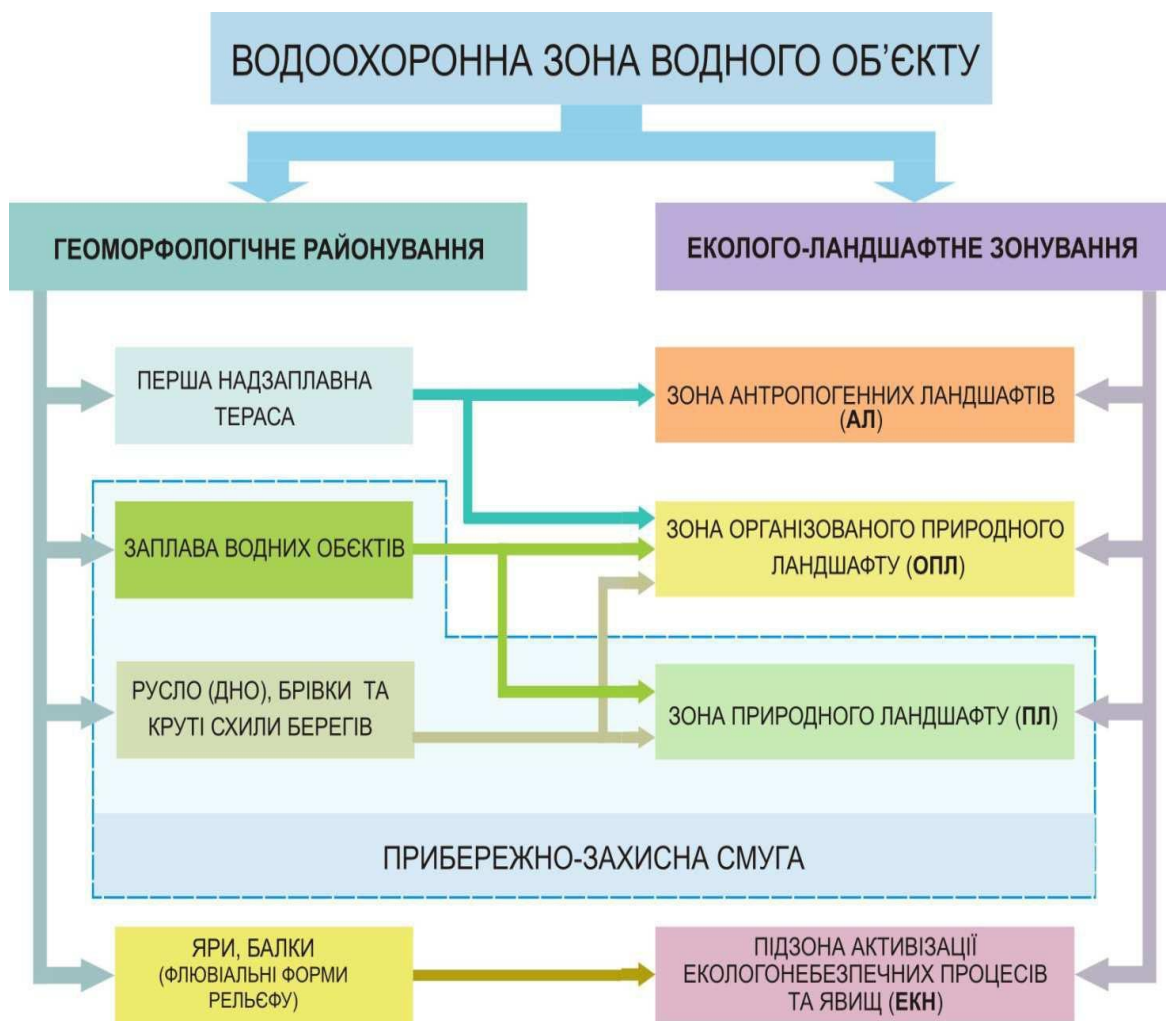 ВОДООХОРОННА ЗОНА ВОДНОГО ОБ’ЄКТУ
ГЕОМОРФОЛОГІЧНЕ РАЙОНУВАННЯ
ЕКОЛОГО-ЛАНДШАФТНЕ ЗОНУВАННЯ
ПЕРША НАДЗАПЛАВНА
ТЕРАСА
ЗОНА АНТРОПОГЕННИХ ЛАНДШАФТІВ
(АЛ)
ЗАПЛАВА ВОДНИХ ОБЄКТІВ
ЗОНА ОРГАНІЗОВАНОГО ПРИРОДНОГО
ЛАНДШАФТУ (ОПЛ)
РУСЛО (ДНО), БРІВКИ ТА
КРУТІ СХИЛИ БЕРЕГІВ
ЗОНА ПРИРОДНОГО ЛАНДШАФТУ (ПЛ)
ПРИБЕРЕЖНО-ЗАХИСНА СМУГА
ЯРИ, БАЛКИ
(ФЛЮВІАЛЬНІ ФОРМИ
РЕЛЬЄФУ)
ПІДЗОНА АКТИВІЗАЦІЇ
ЕКОЛОГОНЕБЕЗПЕЧНИХ ПРОЦЕСІВ
ТА ЯВИЩ (ЕКН)